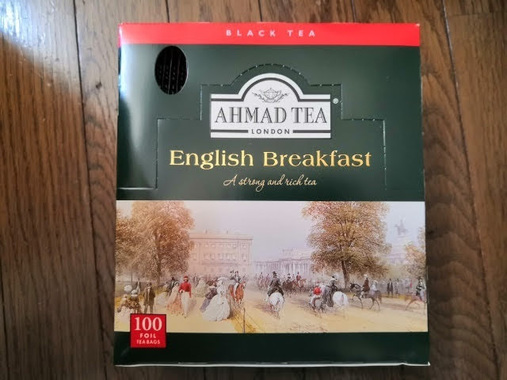 BLACK TEA
AHMAD TEA®
LONDON
English Breakfast
A strong and rich tea
100
FOIL
TEA BAGS